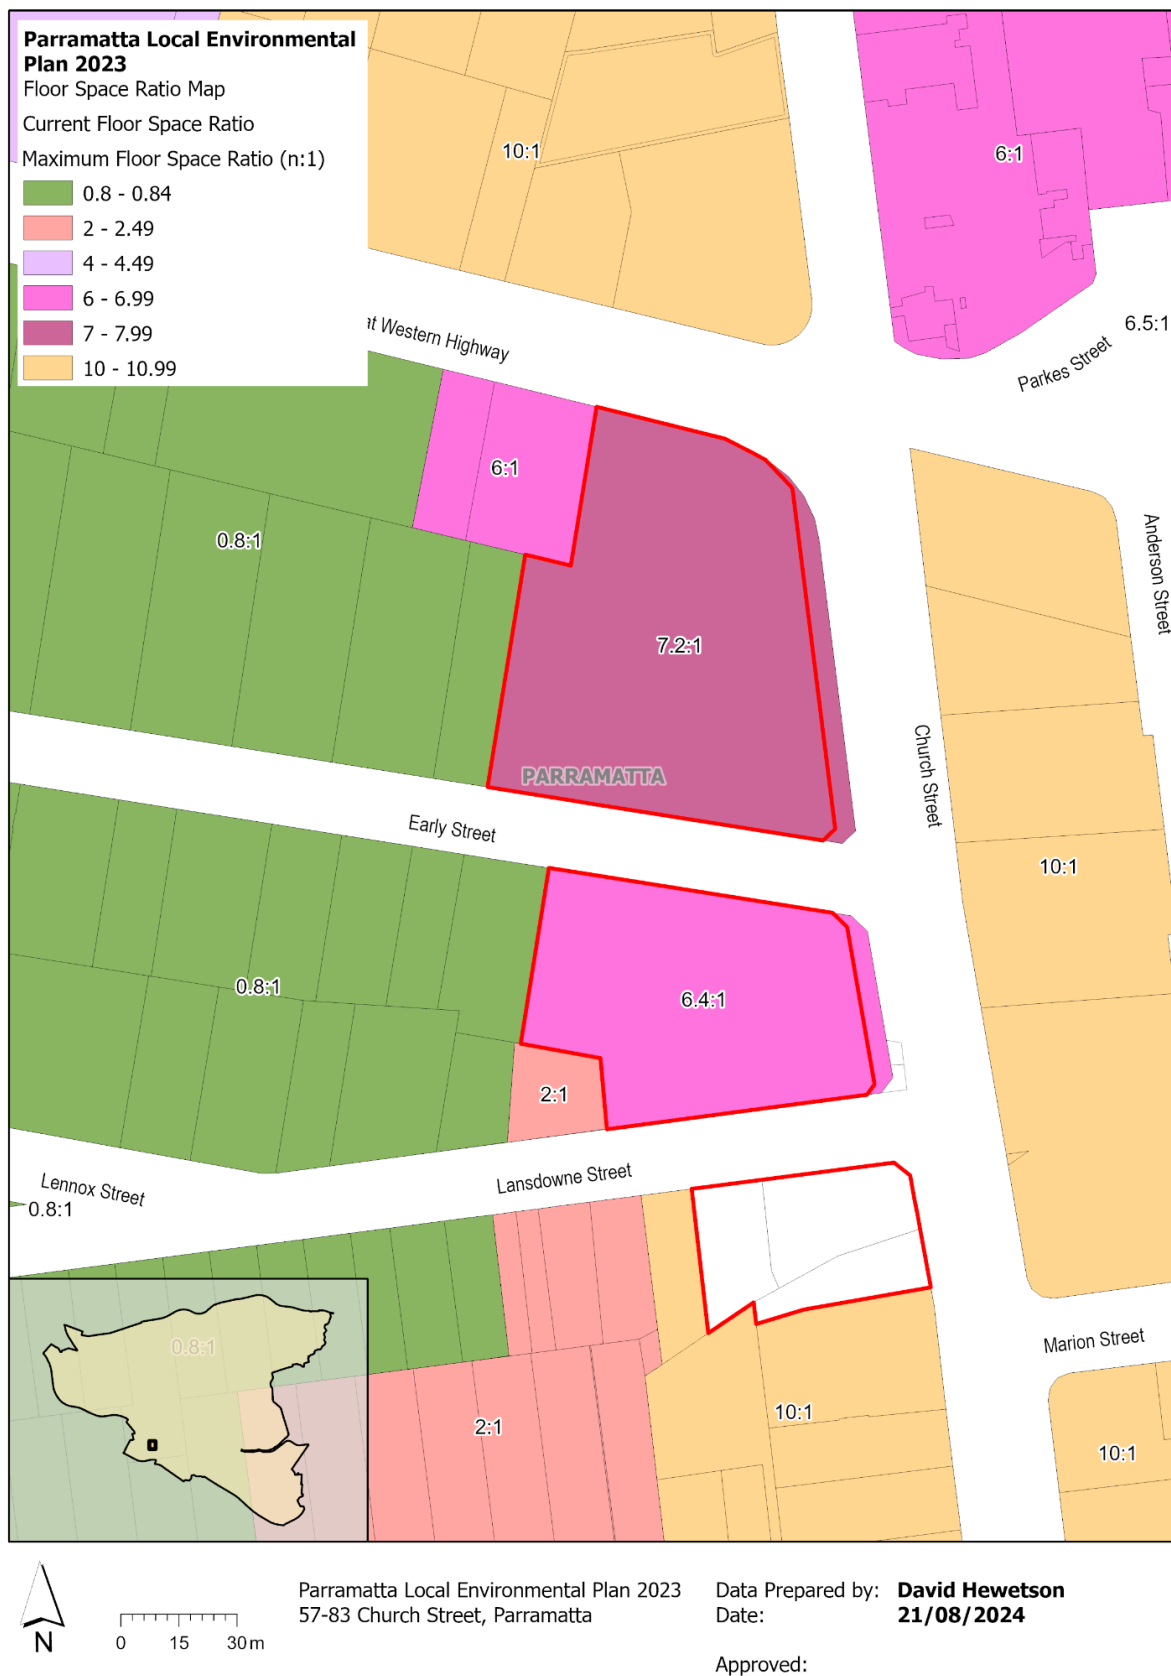 Parramatta Local Environmental
Plan 2023
Floor Space Ratio Map
Current Floor Space Ratio
Maximum Floor Space Ratio (n:1)
0.8 - 0.84
2 - 2.49
4 - 4.49
6 - 6.99
7 - 7.99
10 - 10.99
10:1
6:1
6.5:1
Parkes Street
at Western Highway
6:1
0.8:1
Anderson Street
7.2:1
Church Street
PARRAMATTA
Early Street
10:1
0.8:1
6.4:1
2:1
Lennox Street
0.8:1
Lansdowne Street
0.8:1
Marion Street
2:1
10:1
10:1
N
0 15 30 m
Parramatta Local Environmental Plan 2023
57-83 Church Street, Parramatta
Data Prepared by: David Hewetson
Date: 21/08/2024
Approved: